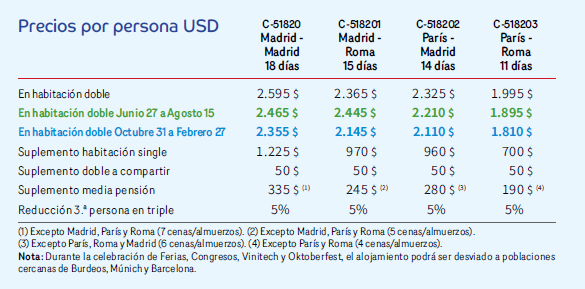 Precios por persona USD
C-51820 C-518201 C-518202 C-518203
Madrid - Madrid - París - París -
Madrid Roma Madrid Roma
18 días 15 días 14 días 11 días
En habitación doble 2.595 $ 2.365 $ 2.325 $ 1.995 $
En habitación doble Junio 27 a Agosto 15 2.465 $ 2.445 $ 2.210 $ 1.895 $
En habitación doble Octubre 31 a Febrero 27 2.355 $ 2.145 $ 2.110 $ 1.810 $
Suplemento habitación single 1.225 $ 970 $ 960 $ 700 $
Suplemento doble a compartir 50 $ 50 $ 50 $ 50 $
Suplemento media pensión 335 $ (1) 245 $ (2) 280 $ (3) 190 $ (4)
Reducción 3.ª persona en triple 5% 5% 5% 5%
(1) Excepto Madrid, París y Roma (7 cenas/almuerzos). (2) Excepto Madrid, París y Roma (5 cenas/almuerzos).
(3) Excepto París, Roma y Madrid (6 cenas/almuerzos). (4) Excepto París y Roma (4 cenas/almuerzos).
Nota: Durante la celebración de Ferias, Congresos, Vinitech y Oktoberfest, el alojamiento podrá ser desviado a poblaciones
cercanas de Burdeos, Múnich y Barcelona.